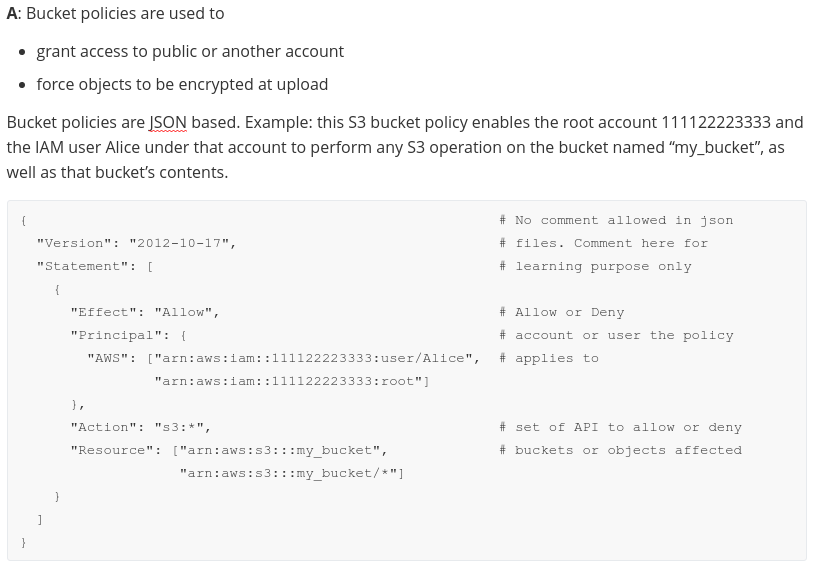 A: Bucket policies are used to
• grant access to public or another account
• force objects to be encrypted at upload
Bucket policies are JSON based. Example: this S3 bucket policy enables the root account 111122223333 and
the IAM user Alice under that account to perform any S3 operation on the bucket named “my_bucket”, as
well as that bucket’s contents.
{                                                         # No comment allowed in json
  "Version": "2012-10-17",                                # files. Comment here for
  "Statement": [                                          # learning purpose only
    {
      "Effect": "Allow",                                  # Allow or Deny
      "Principal": {                                      # account or user the policy
        "AWS": ["arn:aws:iam::111122223333:user/Alice",   # applies to
                "arn:aws:iam::111122223333:root"]
      },
      "Action": "s3:*",                                   # set of API to allow or deny
      "Resource": ["arn:aws:s3:::my_bucket",              # buckets or objects affected
                   "arn:aws:s3:::my_bucket/*"]
    }
  ]
}